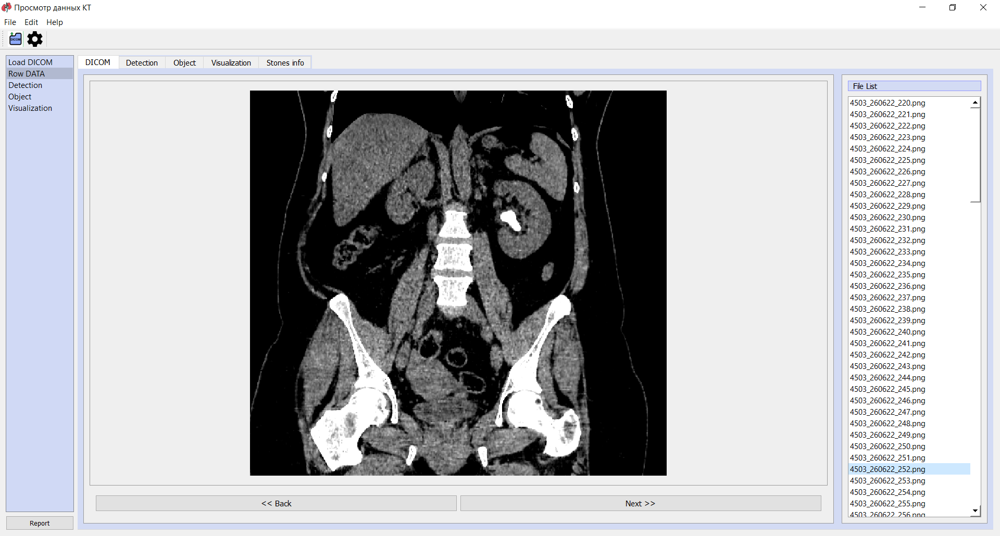 Просмотр данных КТ
File Edit Help
DICOM
Load DICOM
Row DATA
Detection
Object
Visualization
DICOM Detection Object Visualization Stones info
File List
4503_260622_220.png
4503_260622_221.png
4503_260622_222.png
4503_260622_223.png
4503_260622_224.png
4503_260622_225.png
4503_260622_226.png
4503_260622_227.png
4503_260622_228.png
4503_260622_229.png
4503_260622_230.png
4503_260622_231.png
4503_260622_232.png
4503_260622_233.png
4503_260622_234.png
4503_260622_235.png
4503_260622_236.png
4503_260622_237.png
4503_260622_238.png
4503_260622_239.png
4503_260622_240.png
4503_260622_241.png
4503_260622_242.png
4503_260622_243.png
4503_260622_244.png
4503_260622_245.png
4503_260622_246.png
4503_260622_247.png
4503_260622_248.png
4503_260622_249.png
4503_260622_250.png
4503_260622_251.png
4503_260622_252.png
4503_260622_253.png
4503_260622_254.png
4503_260622_255.png
4503_260622_256.png
<< Back
Next >>
Report